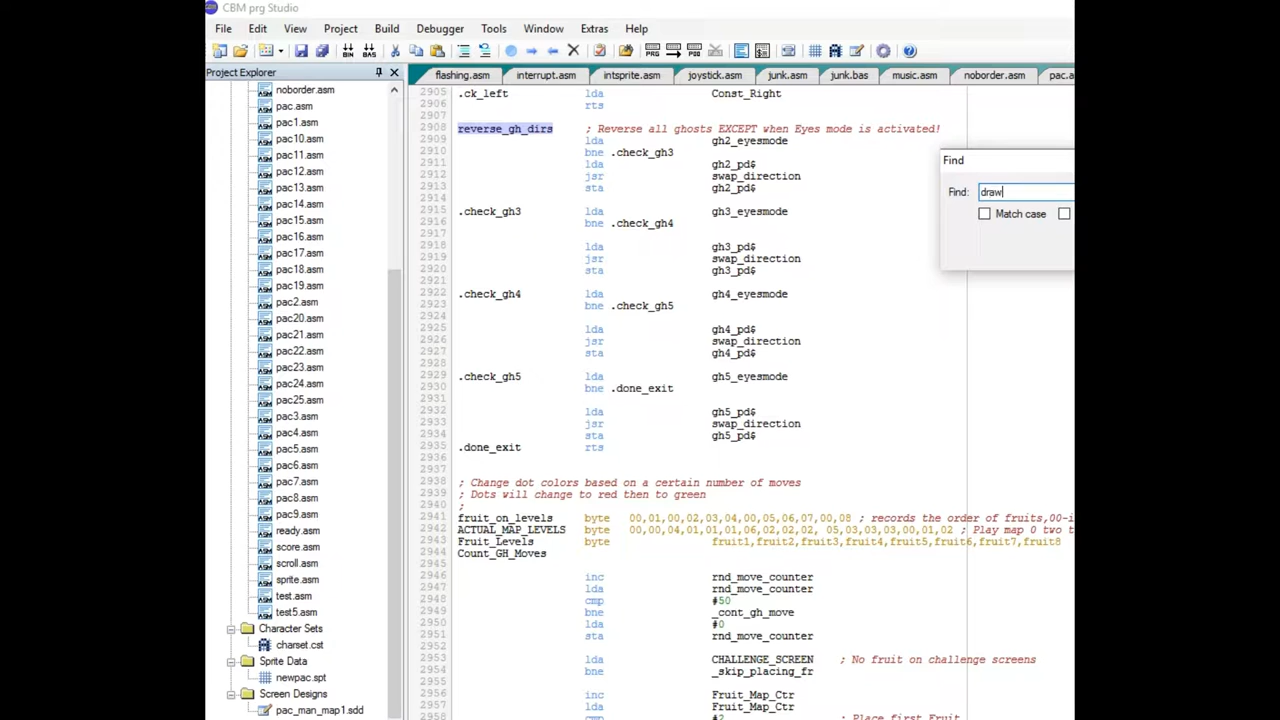 CBM prg Studio
File Edit View Project Build Debugger Tools Window Extras Help
Project Explorer
flashing.asm interrupt.asm intsprite.asm joystick.asm junk.asm junk.bas music.asm noborder.asm pac.a
noborder.asm
pac.asm
pac1.asm
pac10.asm
pac11.asm
pac12.asm
pac13.asm
pac14.asm
pac15.asm
pac16.asm
pac17.asm
pac18.asm
pac19.asm
pac2.asm
pac20.asm
pac21.asm
pac22.asm
pac23.asm
pac24.asm
pac25.asm
pac3.asm
pac4.asm
pac5.asm
pac6.asm
pac7.asm
pac8.asm
pac9.asm
ready.asm
score.asm
scroll.asm
sprite.asm
test.asm
test5.asm
Character Sets
charset.cst
Sprite Data
newpac.spt
Screen Designs
pac_man_map1.sdd
2905 .ck_left lda Const_Right
2906 rts
2907
2908 reverse_gh_dirs ; Reverse all ghosts EXCEPT when Eyes mode is activated!
2909 lda gh2_eyesmode
2910 bne .check_gh3
2911 lda gh2_pd$
2912 jsr swap_direction
2913 sta gh2_pd$
2914
2915 .check_gh3 lda gh3_eyesmode
2916 bne .check_gh4
2917
2918 lda gh3_pd$
2919 jsr swap_direction
2920 sta gh3_pd$
2921
2922 .check_gh4 lda gh4_eyesmode
2923 bne .check_gh5
2924
2925 lda gh4_pd$
2926 jsr swap_direction
2927 sta gh4_pd$
2928
2929 .check_gh5 lda gh5_eyesmode
2930 bne .done_exit
2931
2932 lda gh5_pd$
2933 jsr swap_direction
2934 sta gh5_pd$
2935 .done_exit rts
2936
2937
2938 ; Change dot colors based on a certain number of moves
2939 ; Dots will change to red then to green
2940 ;
2941 fruit_on_levels byte 00,01,00,02,03,04,00,05,06,07,00,08 ; records the order of fruits,00-i
2942 ACTUAL_MAP_LEVELS byte 00,00,04,01,01,01,06,02,02,02, 05,03,03,03,00,01,02 ; Play map 0 two t
2943 Fruit_Levels byte fruit1,fruit2,fruit3,fruit4,fruit5,fruit6,fruit7,fruit8
2944 Count_GH_Moves
2945
2946 inc rnd_move_counter
2947 lda rnd_move_counter
2948 cmp #50
2949 bne _cont_gh_move
2950 lda #0
2951 sta rnd_move_counter
2952
2953 lda CHALLENGE_SCREEN ; No fruit on challenge screens
2954 bne _skip_placing_fr
2955
2956 inc Fruit_Map_Ctr
2957 lda Fruit_Map_Ctr
2958 cmp #2 ; Place first Fruit
Find
Find: draw
Match case